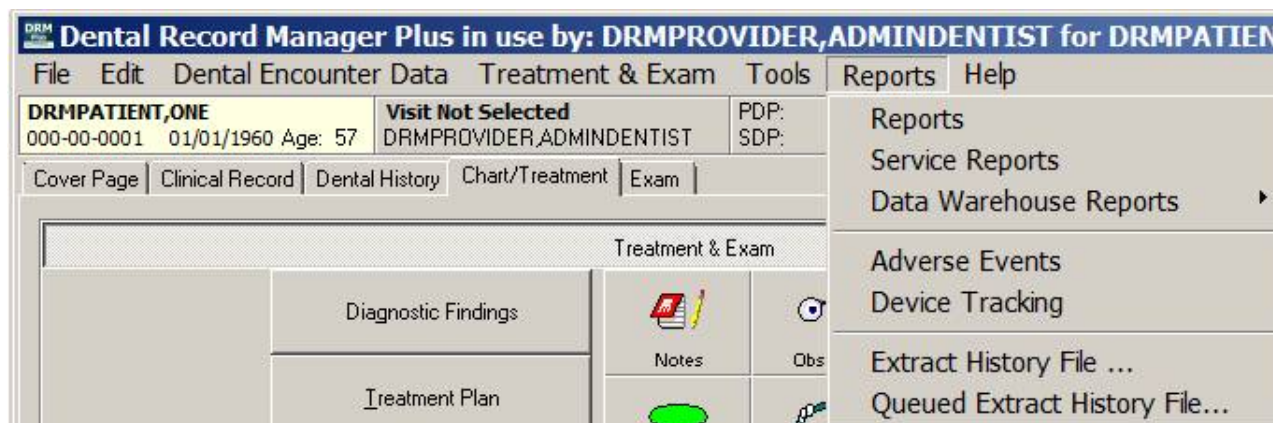 DRM Plus Dental Record Manager Plus in use by: DRMPROVIDER,ADMINDENTIST for DRMPATIEN
File Edit Dental Encounter Data Treatment & Exam Tools Reports Help
DRMPATIENT,ONE Visit Not Selected PDP:
000-00-0001 01/01/1960 Age: 57 DRMPROVIDER,ADMINDENTIST SDP:
Cover Page Clinical Record Dental History Chart/Treatment Exam
Reports
Service Reports
Data Warehouse Reports
Adverse Events
Device Tracking
Extract History File ...
Queued Extract History File...
Treatment & Exam
Diagnostic Findings
Notes Obs
Treatment Plan